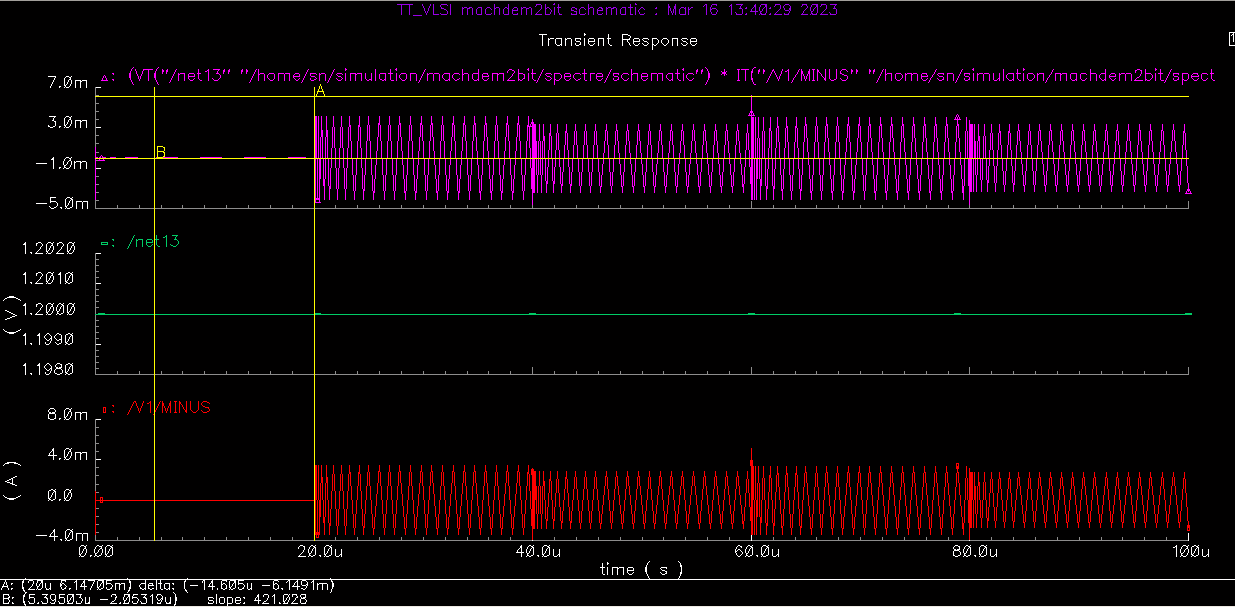 TT_VLSI machdem2bit schematic : Mar 16 13:40:29 2023
Transient Response
1
: (VT("/net13" "/home/sn/simulation/machdem2bit/spectre/schematic") * IT("/V1/MINUS" "/home/sn/simulation/machdem2bit/spect
7.0m
A
3.0m
B
-1.0m
-5.0m
: /net13
1.2020
1.2010
1.2000
( V )
1.1990
1.1980
: /V1/MINUS
8.0m
4.0m
( A )
0.0
-4.0m
0.00 20.0u 40.0u 60.0u 80.0u 100u
time ( s )
A: (20u 6.14705m) delta: (-14.605u -6.1491m)
B: (5.39503u -2.05319u) slope: 421.028